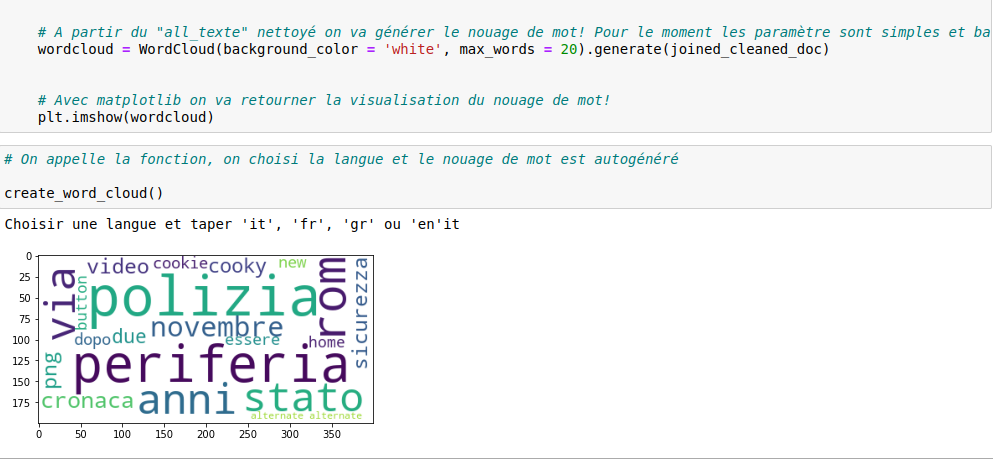 # A partir du "all_texte" nettoyé on va générer le nouage de mot! Pour le moment les paramètre sont simples et ba
wordcloud = WordCloud(background_color = 'white', max_words = 20).generate(joined_cleaned_doc)
# Avec matplotlib on va retourner la visualisation du nouage de mot!
plt.imshow(wordcloud)
# On appelle la fonction, on choisi la langue et le nouage de mot est autogénéré
create_word_cloud()
Choisir une langue et taper 'it', 'fr', 'gr' ou 'en'it
0
25
50
75
100
125
150
175
video cookie cooky new
via button polizia rom sicurezza
novembre
dopo due essere home
png periferia
cronaca anni stato
alternate alternate
0 50 100 150 200 250 300 350